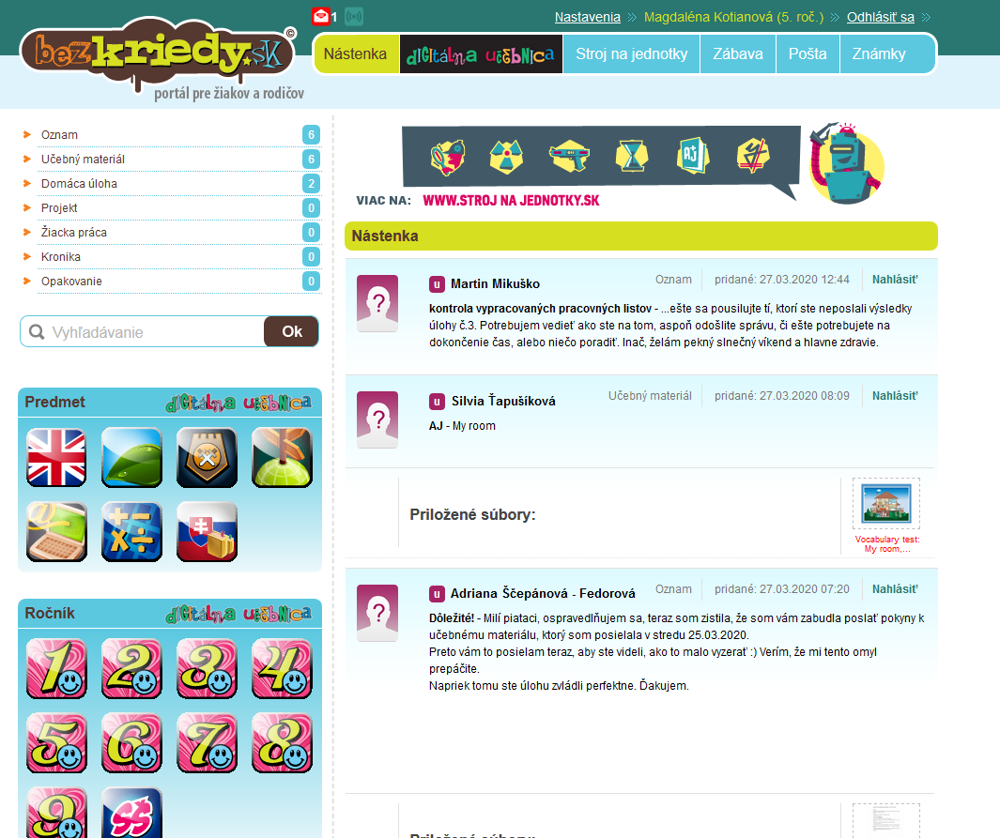 bezkriedy.sk ©
portál pre žiakov a rodičov
1
Nastavenia
Magdaléna Kotianová (5. roč.)
Odhlásiť sa
Nástenka
digitálna učebnica
Stroj na jednotky
Zábava
Pošta
Známky
Oznam 6
Učebný materiál 6
Domáca úloha 2
Projekt 0
Žiacka práca 0
Kronika 0
Opakovanie 0
Vyhľadávanie
Ok
Predmet digitálna učebnica
Ročník digitálna učebnica
1 2 3 4
5 6 7 8
9 SŠ
AJ+
VIAC NA: WWW.STROJ NA JEDNOTKY.SK
Nástenka
?
u Martin Mikuško
Oznam
pridané: 27.03.2020 12:44
Nahlásiť
kontrola vypracovaných pracovných listov - ...ešte sa pousilujte tí, ktorí ste neposlali výsledky
úlohy č.3. Potrebujem vedieť ako ste na tom, aspoň odošlite správu, či ešte potrebujete na
dokončenie čas, alebo niečo poradiť. Inač, želám pekný slnečný víkend a hlavne zdravie.
?
u Silvia Ťapušíková
Učebný materiál
pridané: 27.03.2020 08:09
Nahlásiť
AJ - My room
Priložené súbory:
Vocabulary test:
My room,...
?
u Adriana Ščepánová - Fedorová
Oznam
pridané: 27.03.2020 07:20
Nahlásiť
Dôležité! - Milí piataci, ospravedlňujem sa, teraz som zistila, že som vám zabudla poslať pokyny k
učebnému materiálu, ktorý som posielala v stredu 25.03.2020.
Preto vám to posielam teraz, aby ste videli, ako to malo vyzerať :) Verím, že mi tento omyl
prepáčite.
Napriek tomu ste úlohu zvládli perfektne. Ďakujem.
Priložené súbory: